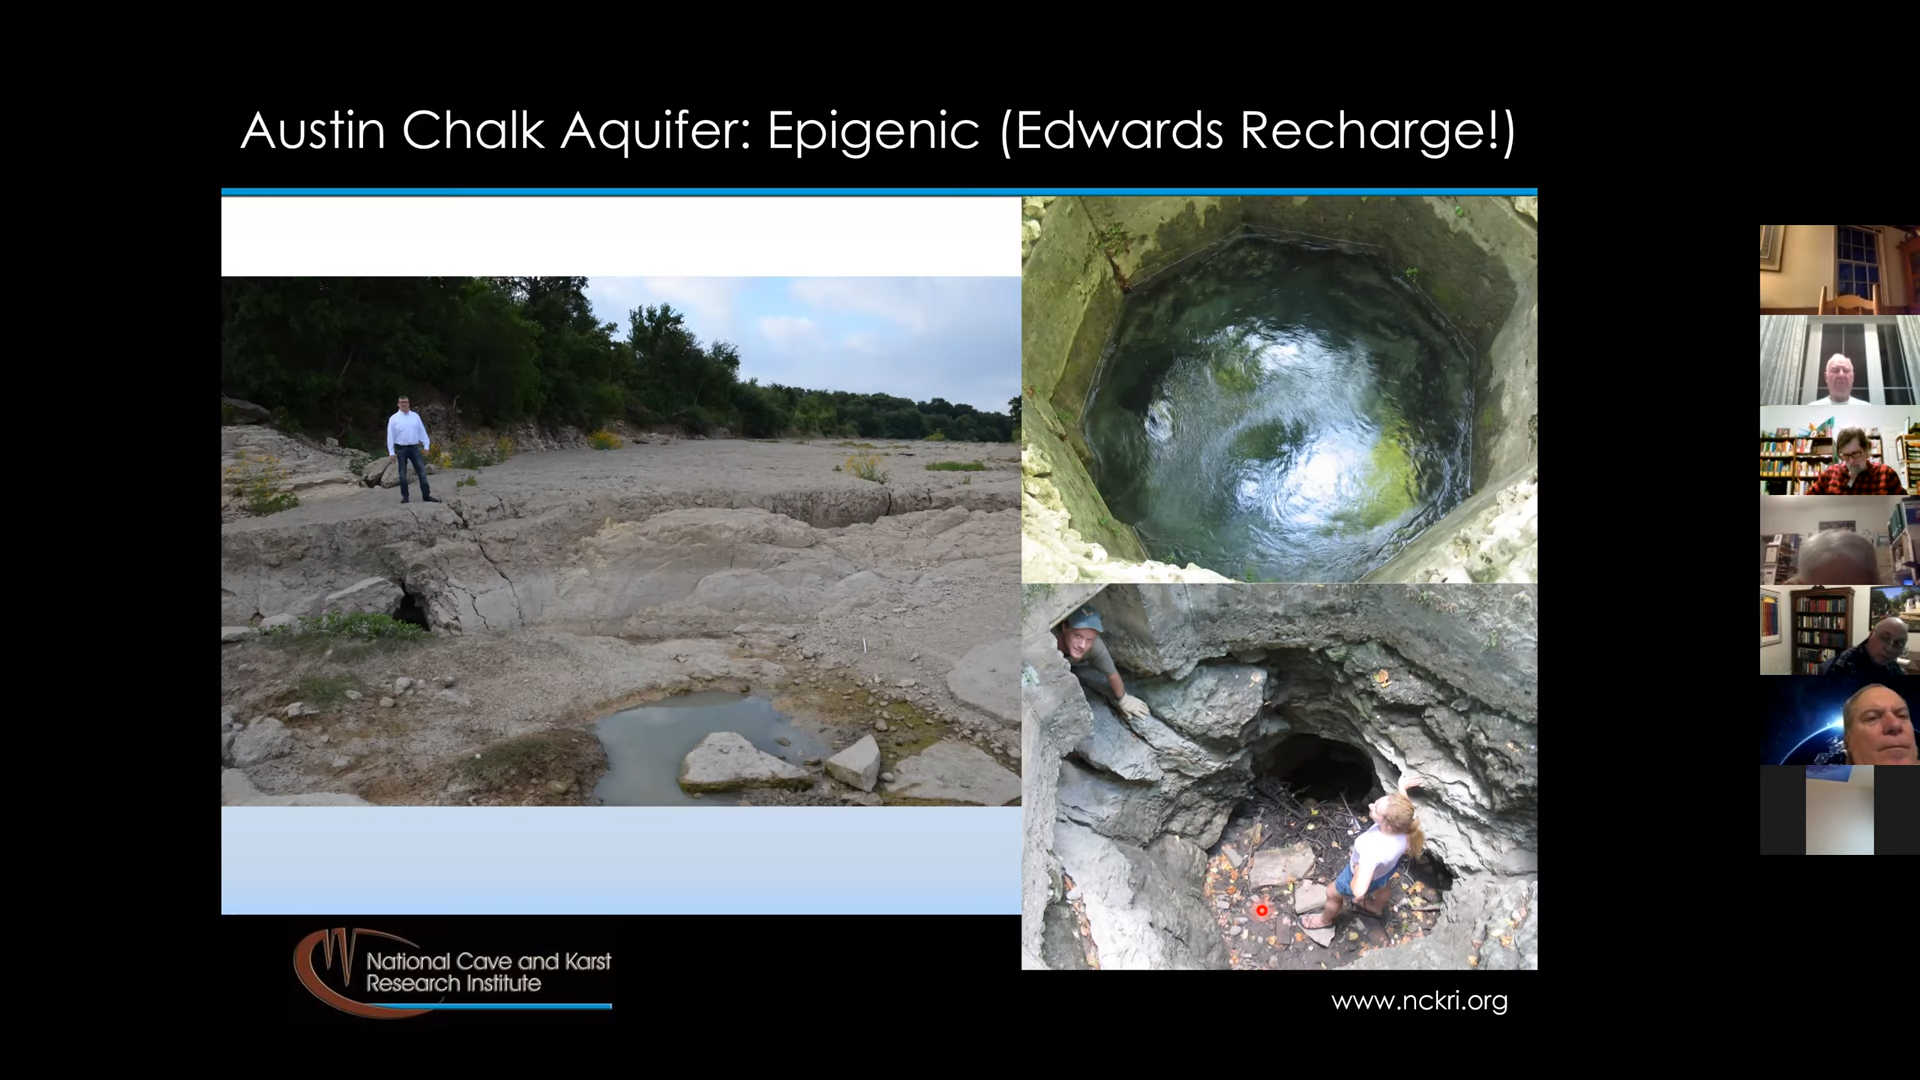 Austin Chalk Aquifer: Epigenic (Edwards Recharge!)
National Cave and Karst
Research Institute
www.nckri.org